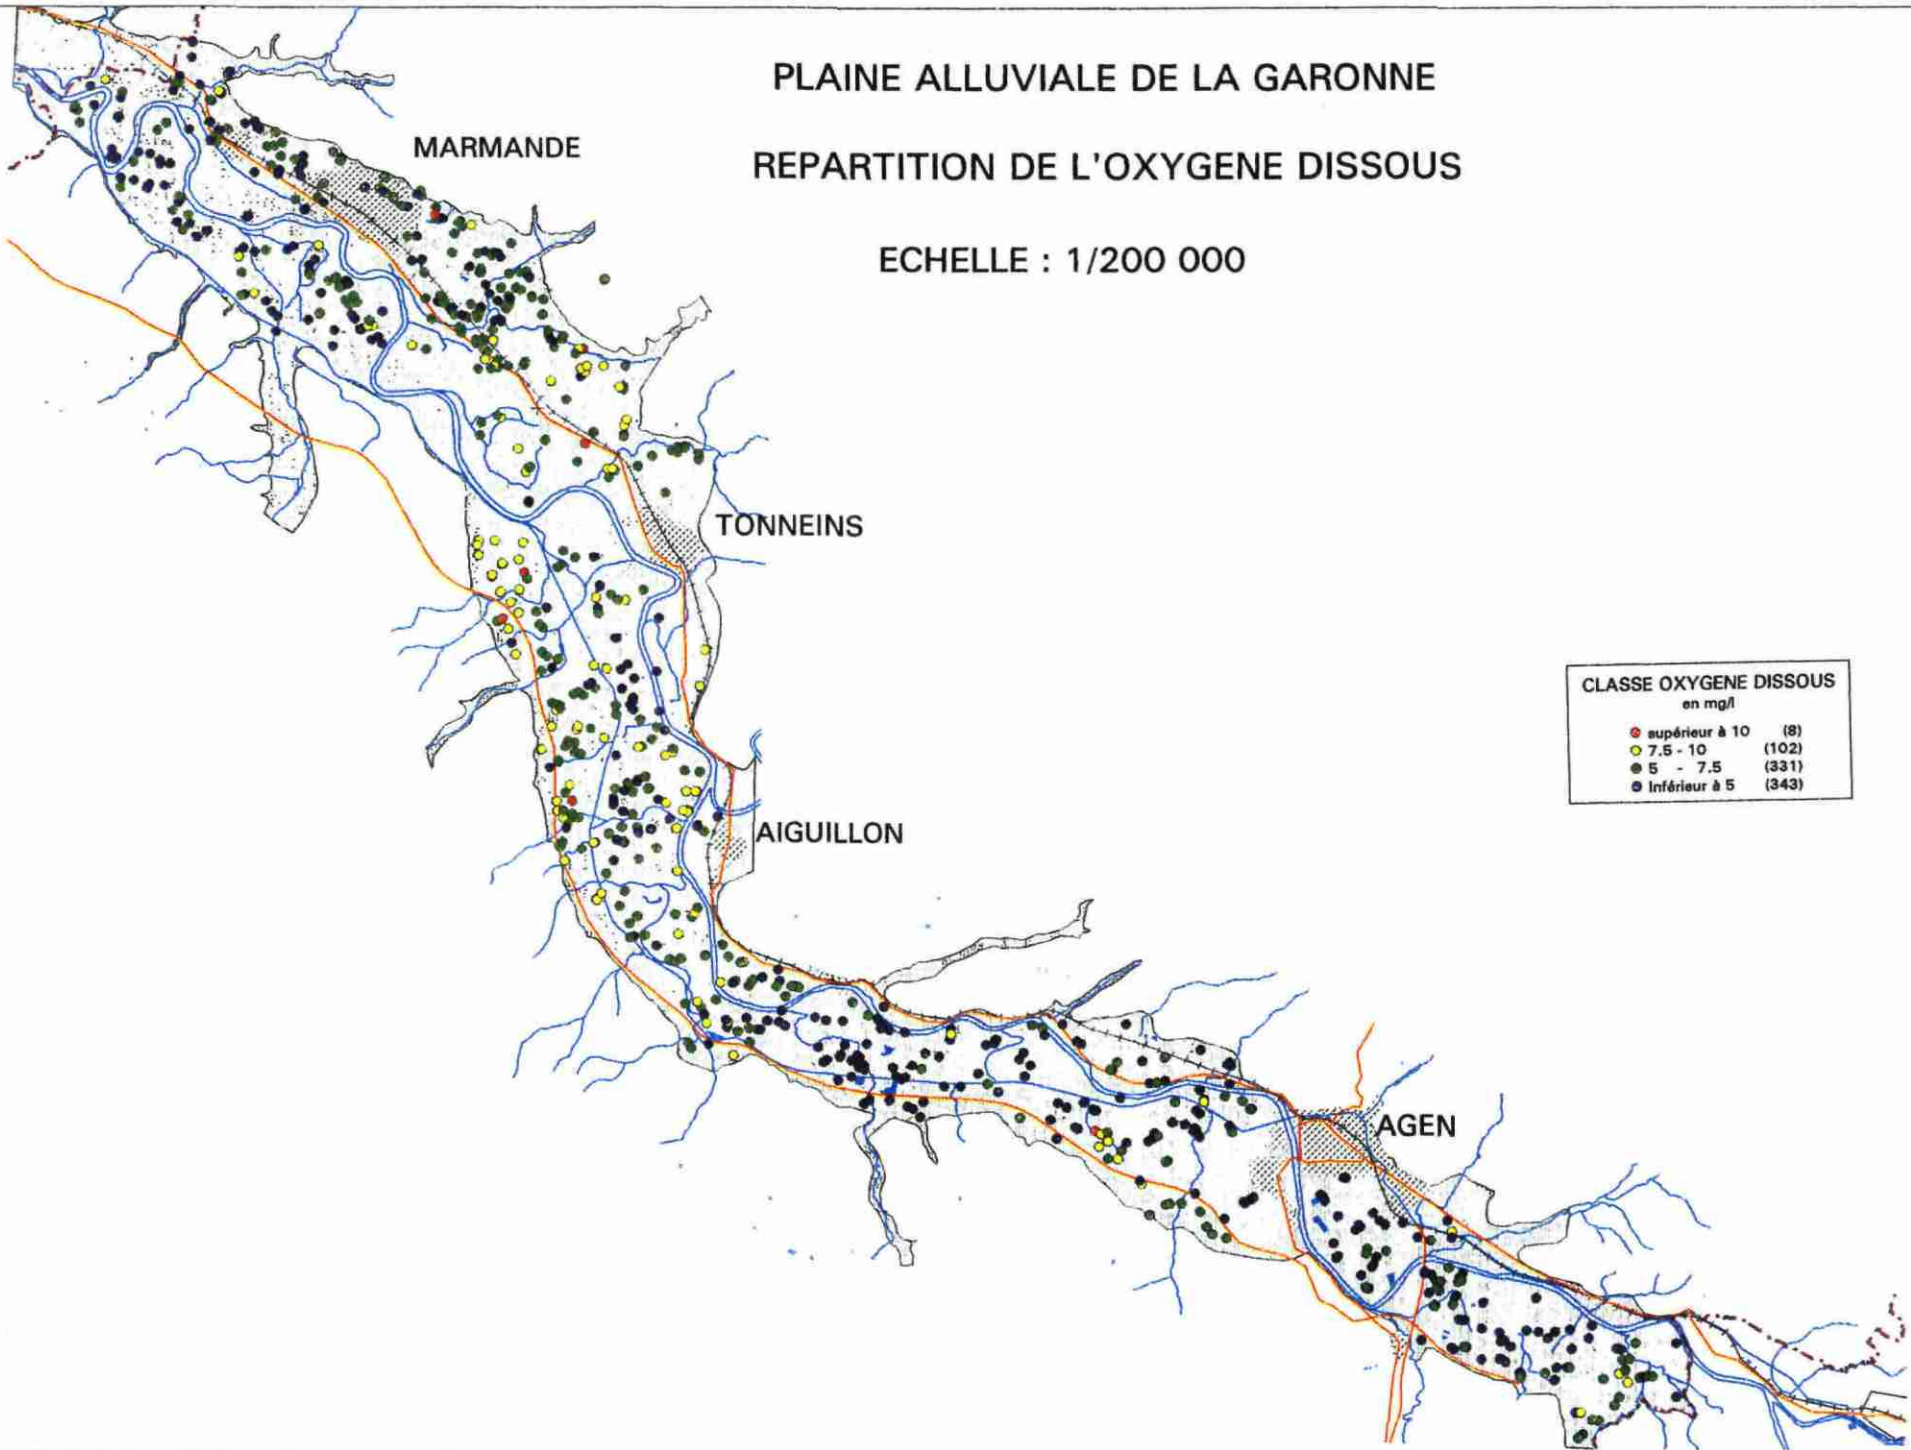 PLAINE ALLUVIALE DE LA GARONNE
REPARTITION DE L'OXYGENE DISSOUS
ECHELLE : 1/200 000
MARMANDE
TONNEINS
AIGUILLON
AGEN
CLASSE OXYGENE DISSOUS
en mg/l
supérieur à 10 (8)
7.5 - 10 (102)
5 - 7.5 (331)
Inférieur à 5 (343)